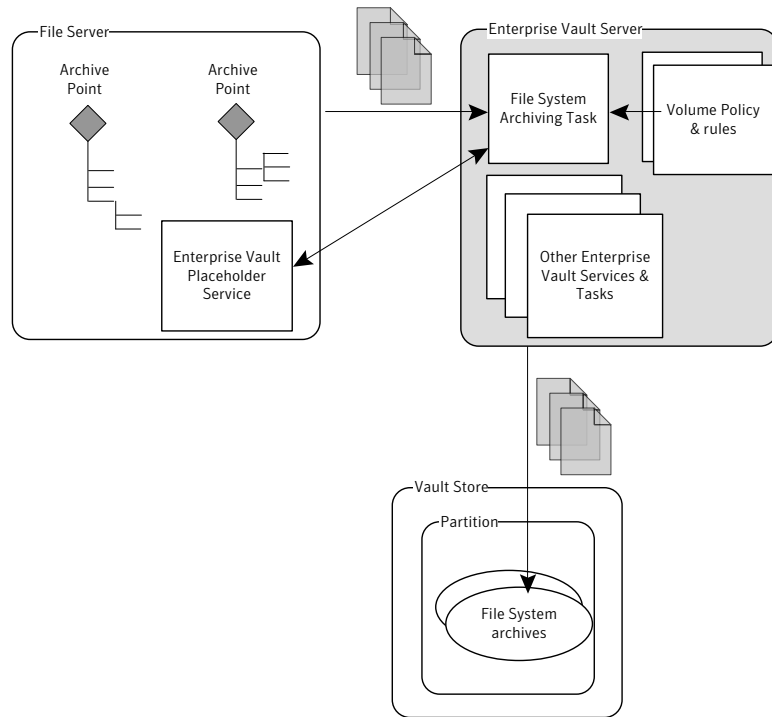 File Server
Enterprise Vault Server
Archive
Point
Archive
Point
File System
Archiving Task
Volume Policy
& rules
Enterprise Vault
Placeholder
Service
Other Enterprise
Vault Services &
Tasks
Vault Store
Partition
File System
archives